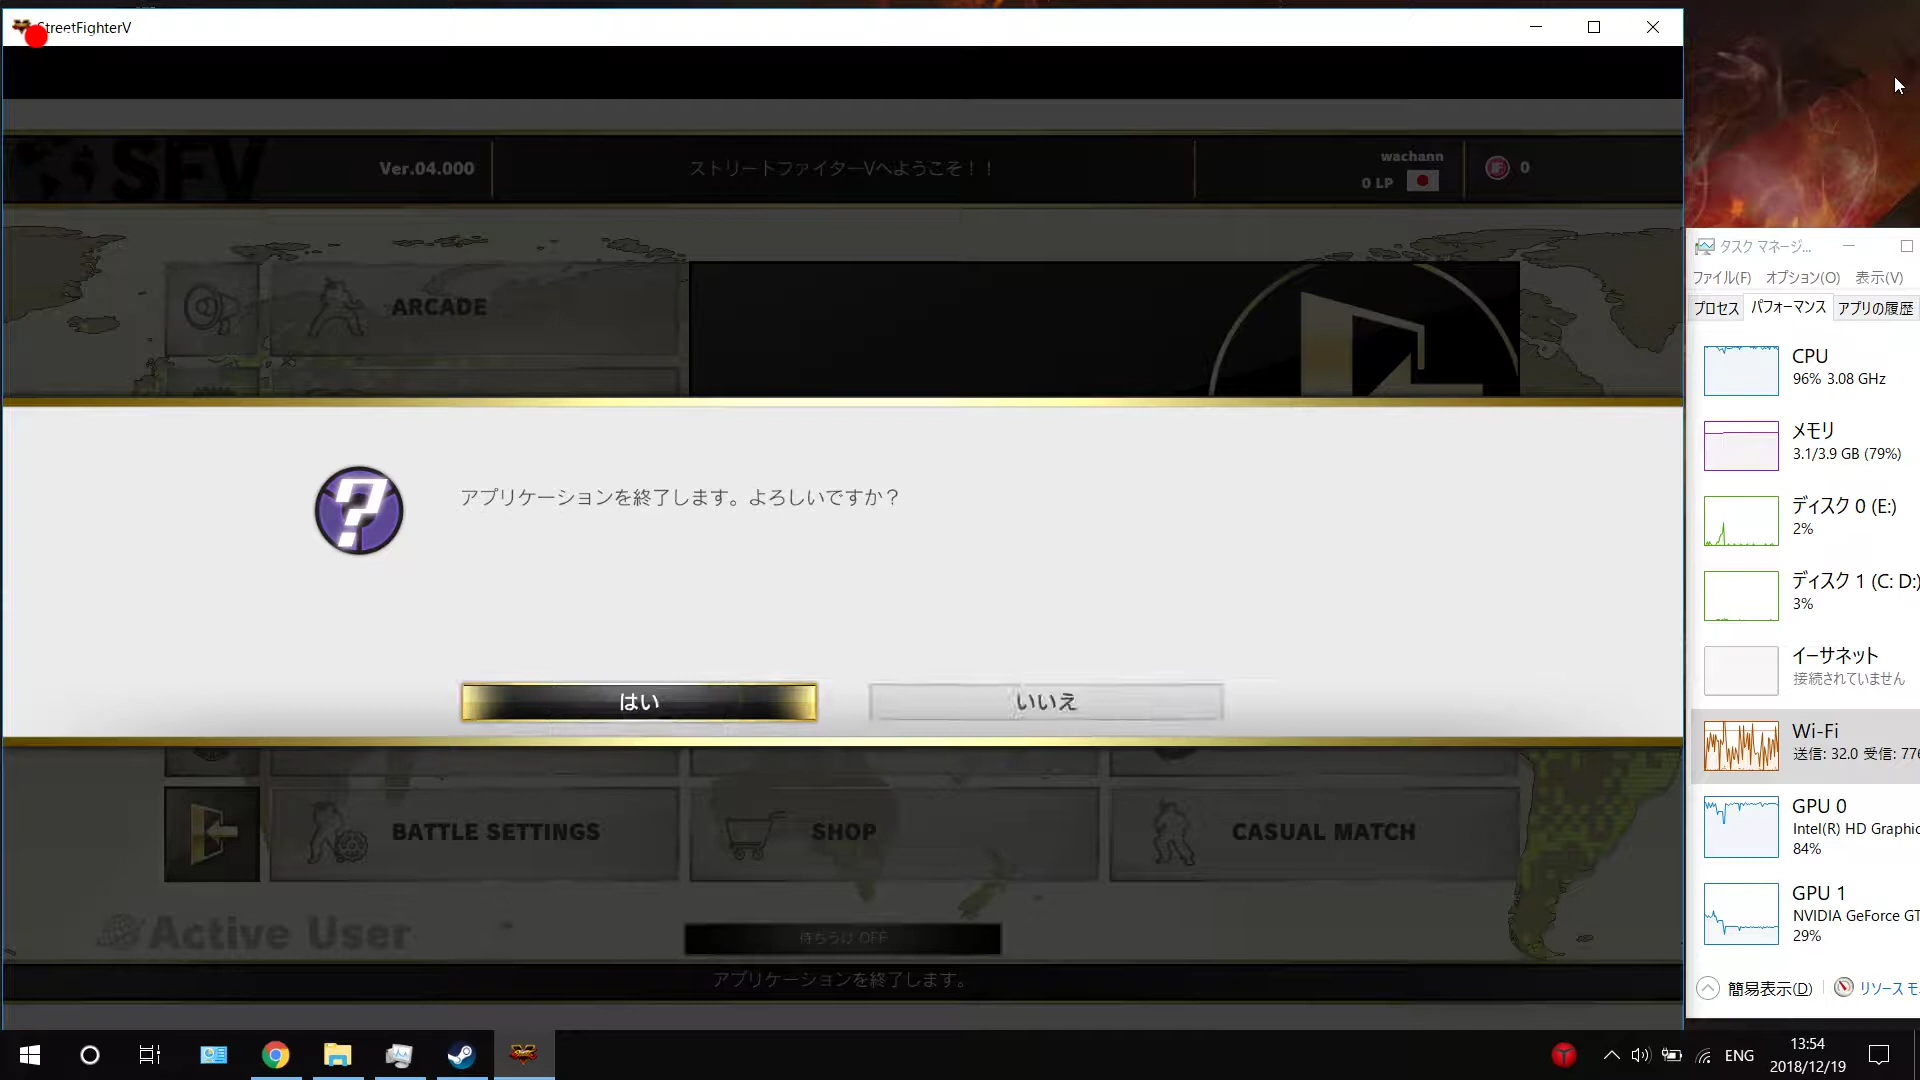 StreetFighterV
SFV
Ver.04.000
ストリートファイターVへようこそ！！
wachann
0 LP
0
ARCADE
アプリケーションを終了します。よろしいですか？
はい
いいえ
BATTLE SETTINGS
SHOP
CASUAL MATCH
Active User
待ちうけ OFF
アプリケーションを終了します。
タスク マネージ...
ファイル(F) オプション(O) 表示(V)
プロセス パフォーマンス アプリの履歴
CPU
96% 3.08 GHz
メモリ
3.1/3.9 GB (79%)
ディスク 0 (E:)
2%
ディスク 1 (C: D:)
3%
イーサネット
接続されていません
Wi-Fi
送信: 32.0 受信: 776
GPU 0
Intel(R) HD Graphic
84%
GPU 1
NVIDIA GeForce GT
29%
簡易表示(D)
リソース モ
ENG
13:54
2018/12/19